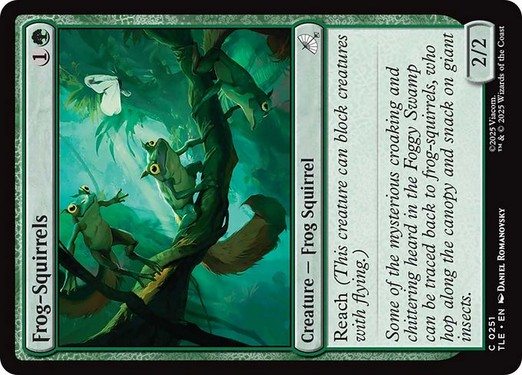 Frog-Squirrels
1
Creature — Frog Squirrel
Reach (This creature can block creatures
with flying.)
Some of the mysterious croaking and
chittering heard in the Foggy Swamp
can be traced back to frog-squirrels, who
hop along the canopy and snack on giant
insects.
2/2
C 0251
TLE • EN DANIEL ROMANOVSKY
©2025 Viacom.
™ & © 2025 Wizards of the Coast